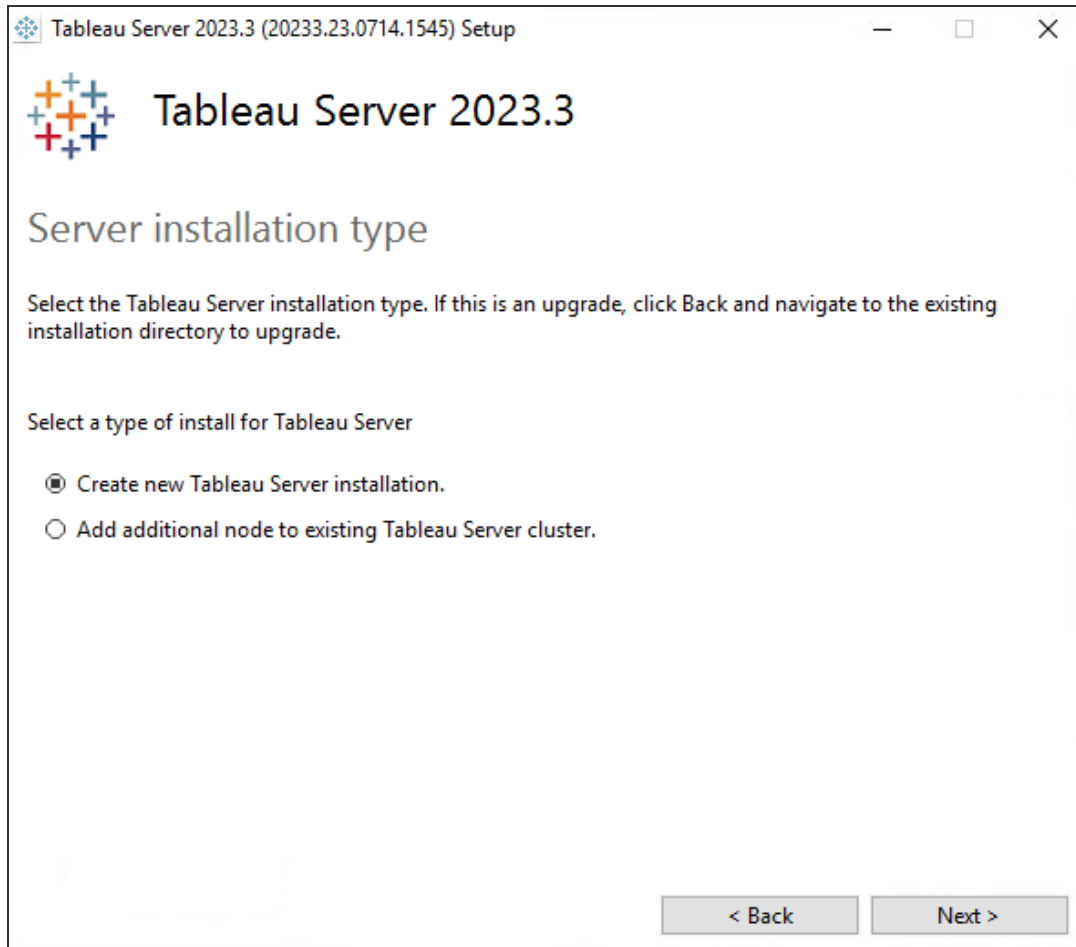 Tableau Server 2023.3 (20233.23.0714.1545) Setup
Tableau Server 2023.3
Server installation type
Select the Tableau Server installation type. If this is an upgrade, click Back and navigate to the existing
installation directory to upgrade.
Select a type of install for Tableau Server
Create new Tableau Server installation.
Add additional node to existing Tableau Server cluster.
< Back Next >